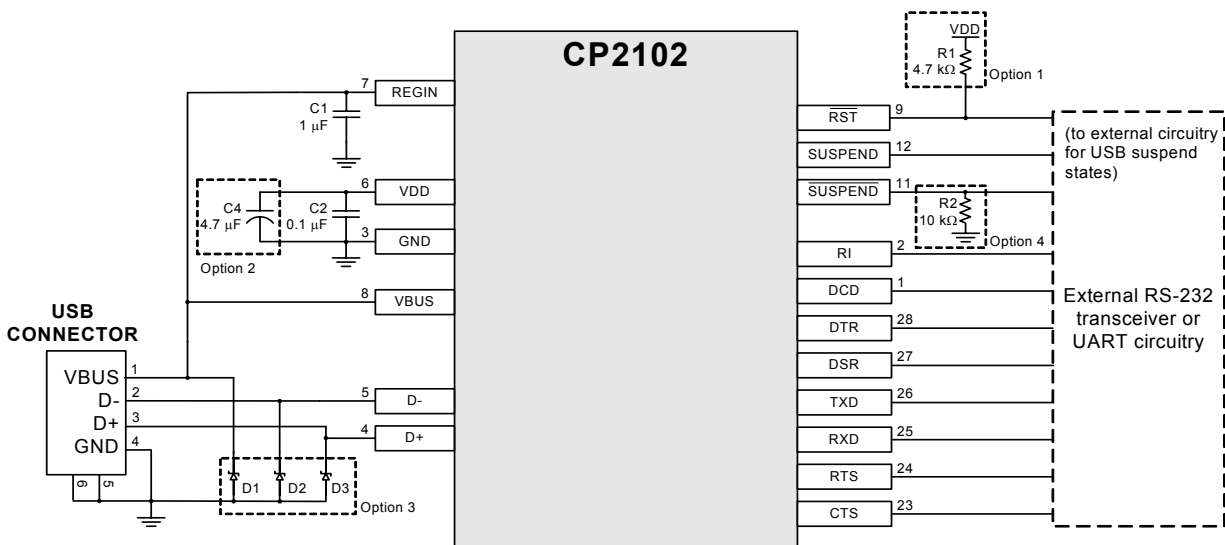 CP2102
VDD
R1
4.7 kΩ
Option 1
7
REGIN
C1
1 μF
RST
9
(to external circuitry
for USB suspend
states)
SUSPEND
12
SUSPEND
11
R2
10 kΩ
Option 4
6
VDD
C4
4.7 μF
C2
0.1 μF
3
GND
Option 2
RI
2
8
VBUS
DCD
1
External RS-232
transceiver or
UART circuitry
DTR
28
DSR
27
TXD
26
RXD
25
RTS
24
CTS
23
USB
CONNECTOR
VBUS
1
D-
2
D+
3
GND
4
6
5
5
D-
4
D+
D1
D2
D3
Option 3